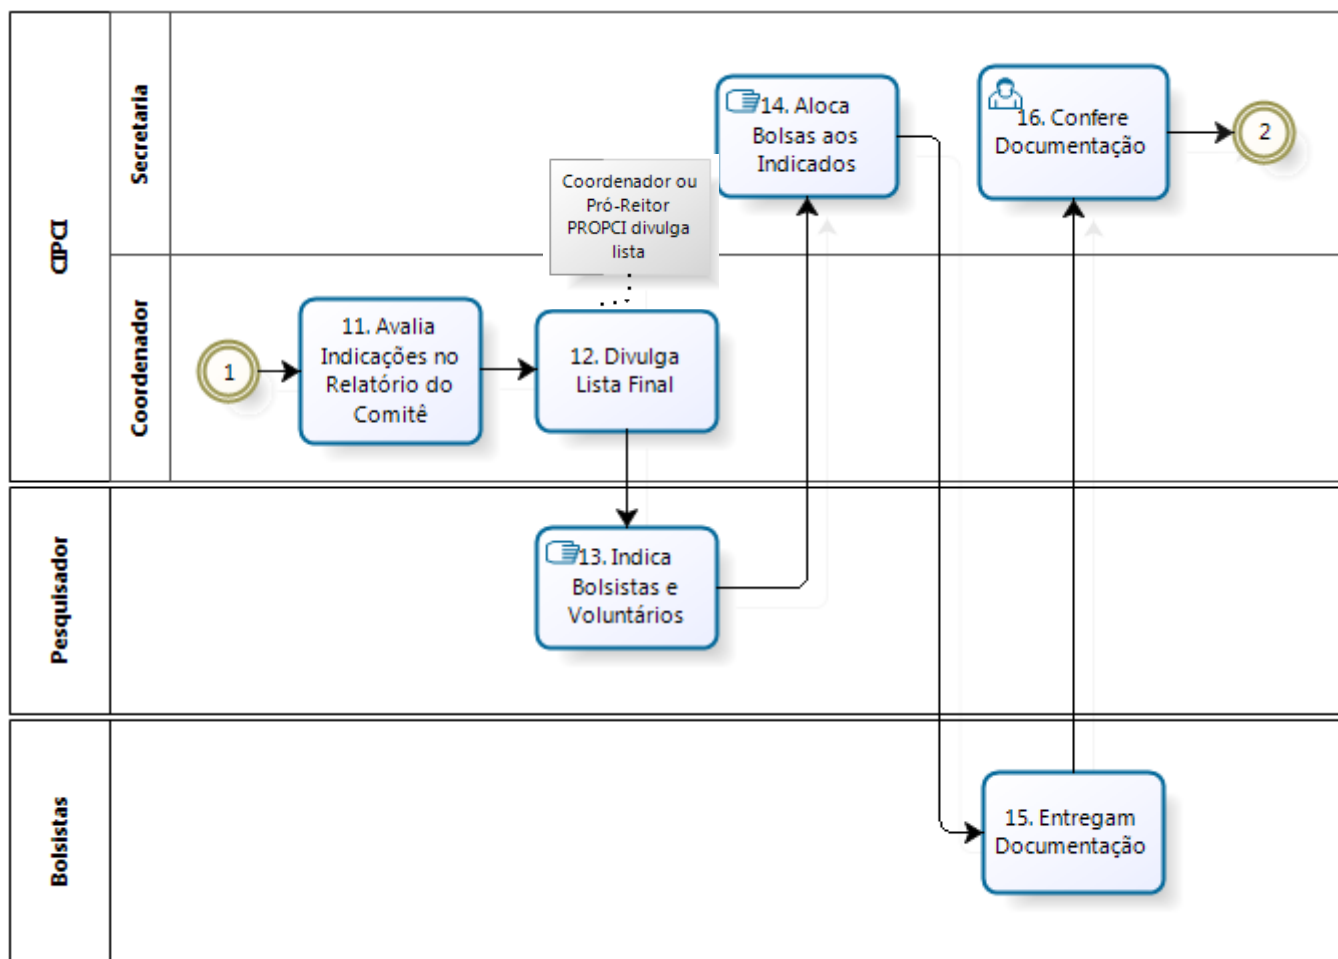 CIPCI
Secretaria
Coordenador
Pesquisador
Bolsistas
1
11. Avalia
Indicações no
Relatório do
Comitê
Coordenador ou
Pró-Reitor
PROPCI divulga
lista
12. Divulga
Lista Final
13. Indica
Bolsistas e
Voluntários
14. Aloca
Bolsas aos
Indicados
15. Entregam
Documentação
16. Confere
Documentação
2